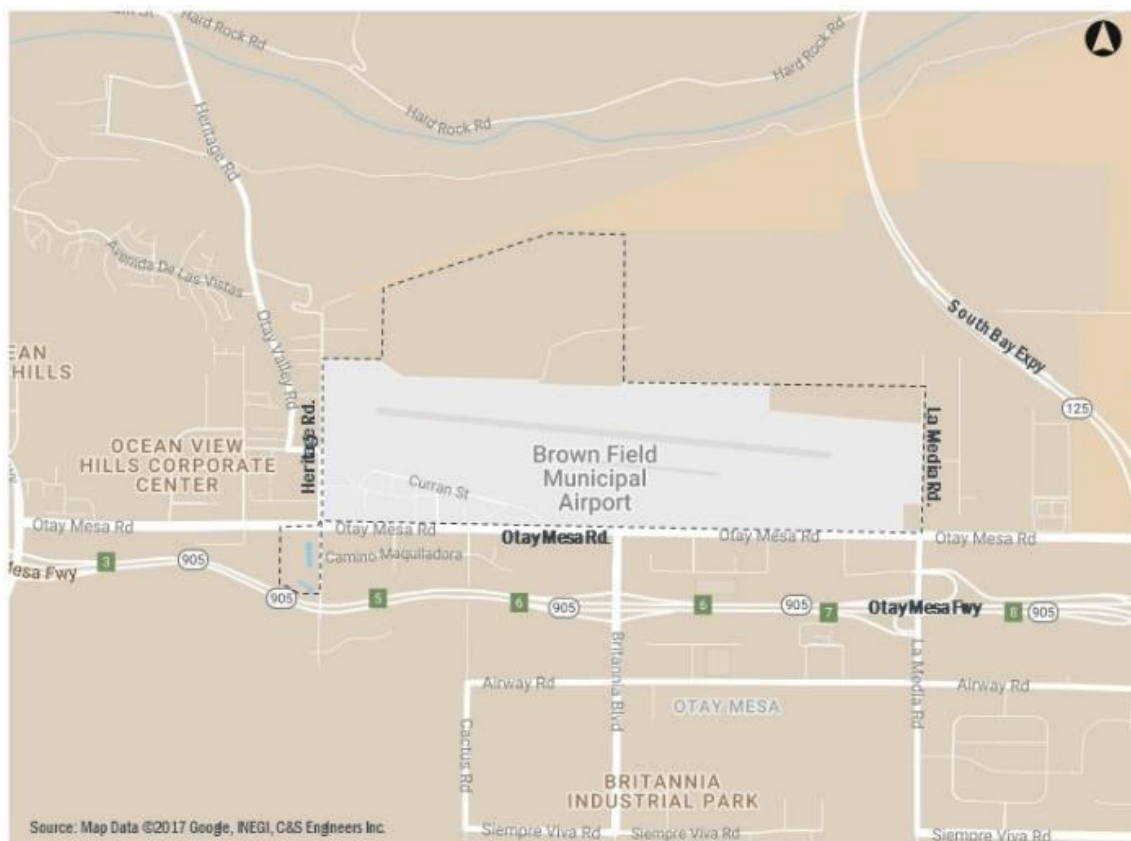 Hard Rock Rd
Hard Rock Rd
Hard Rock Rd
Heritage Rd
Avenida De Las Vistas
Otay Valley Rd
South Bay Expy
125
EAN
HILLS
OCEAN VIEW
HILLS CORPORATE
CENTER
Heritage Rd.
La Media Rd.
Brown Field
Municipal
Airport
Curran St
Otay Mesa Rd
Otay Mesa Rd
Otay Mesa Rd.
Otay Mesa Rd
Otay Mesa Rd
Camino Maquiladora
Mesa Fwy
3
905
905
5
6
905
6
905
7
Otay Mesa Fwy
8
905
Britannia Blvd
La Media Rd
Airway Rd
Airway Rd
OTAY MESA
Cactus Rd
BRITANNIA
INDUSTRIAL PARK
Siempre Viva Rd
Siempre Viva Rd
Siempre Viva Rd
Source: Map Data ©2017 Google, INEGI, C&S Engineers Inc.